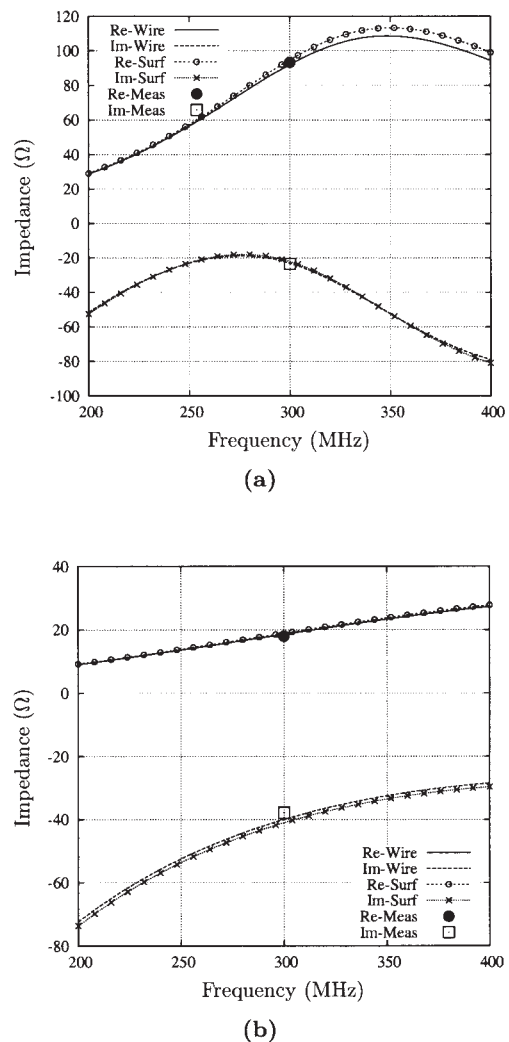 120
100
80
60
40
20
0
-20
-40
-60
-80
-100
Impedance (Ω)
Re-Wire
Im-Wire
Re-Surf
Im-Surf
Re-Meas
Im-Meas
200 250 300 350 400
Frequency (MHz)
(a)
40
20
0
-20
-40
-60
-80
Impedance (Ω)
Re-Wire
Im-Wire
Re-Surf
Im-Surf
Re-Meas
Im-Meas
200 250 300 350 400
Frequency (MHz)
(b)